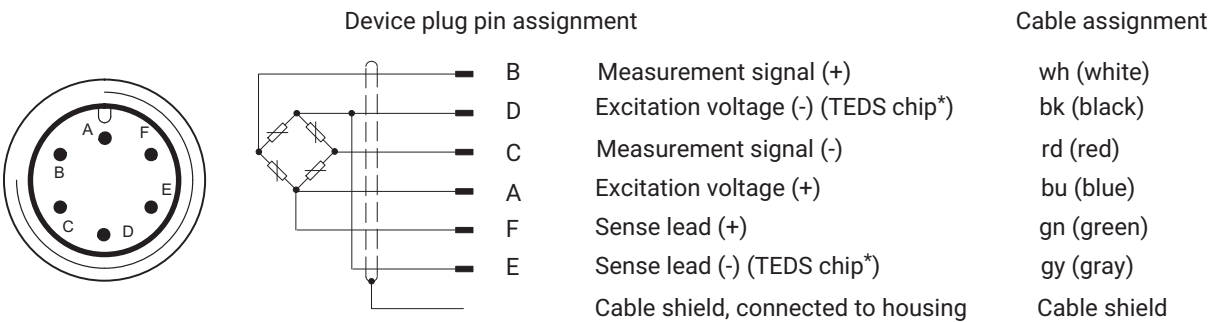 Device plug pin assignment Cable assignment
B Measurement signal (+) wh (white)
D Excitation voltage (-) (TEDS chip*) bk (black)
C Measurement signal (-) rd (red)
A Excitation voltage (+) bu (blue)
F Sense lead (+) gn (green)
E Sense lead (-) (TEDS chip*) gy (gray)
Cable shield, connected to housing Cable shield
A F
B
E
C D